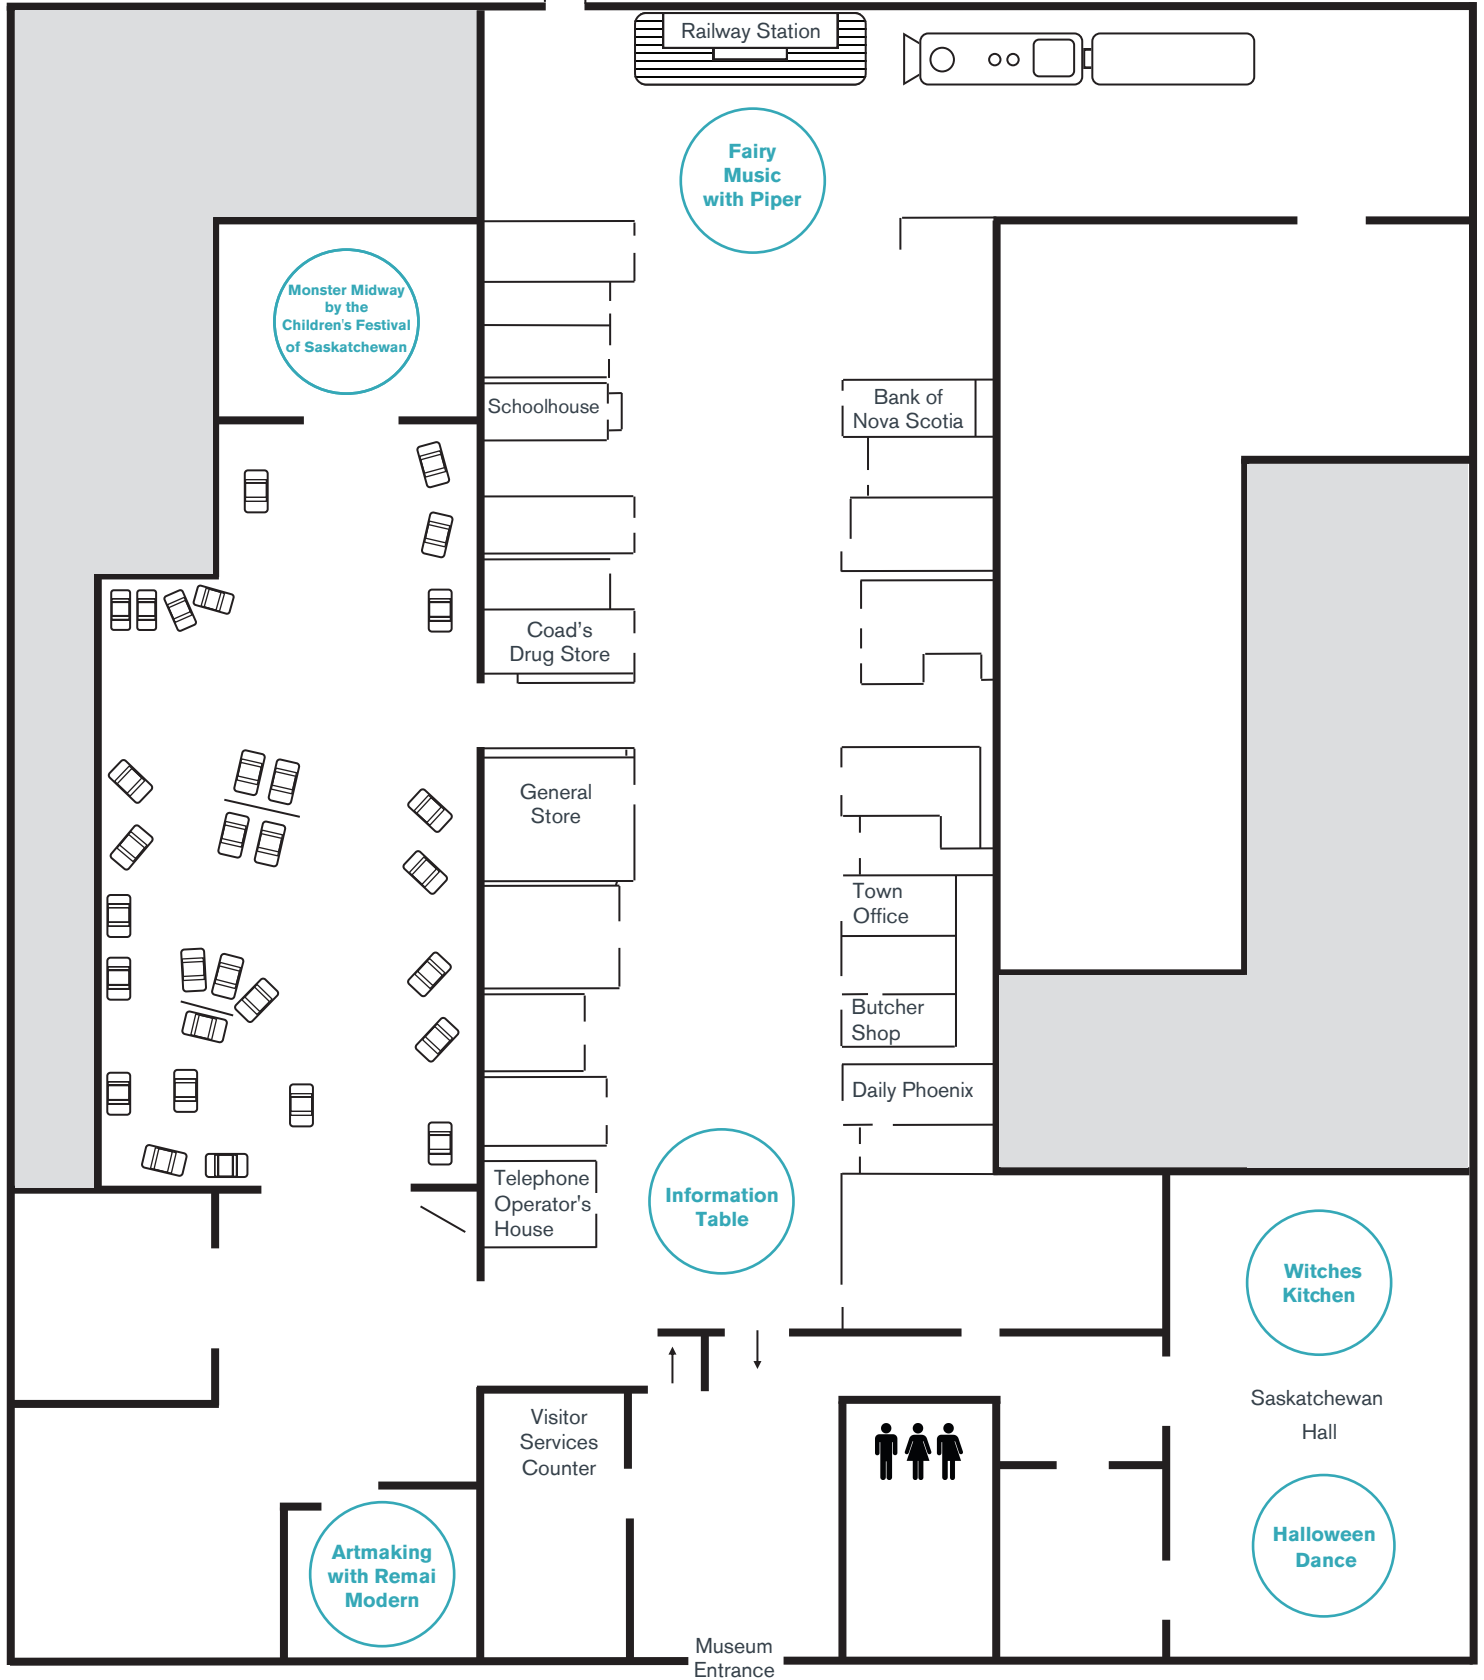 Railway Station
Fairy
Music
with Piper
Monster Midway
by the
Children's Festival
of Saskatchewan
Schoolhouse
Bank of
Nova Scotia
Coad's
Drug Store
General
Store
Town
Office
Butcher
Shop
Daily Phoenix
Telephone
Operator's
House
Information
Table
Witches
Kitchen
Saskatchewan
Hall
Visitor
Services
Counter
Halloween
Dance
Artmaking
with Remai
Modern
Museum
Entrance